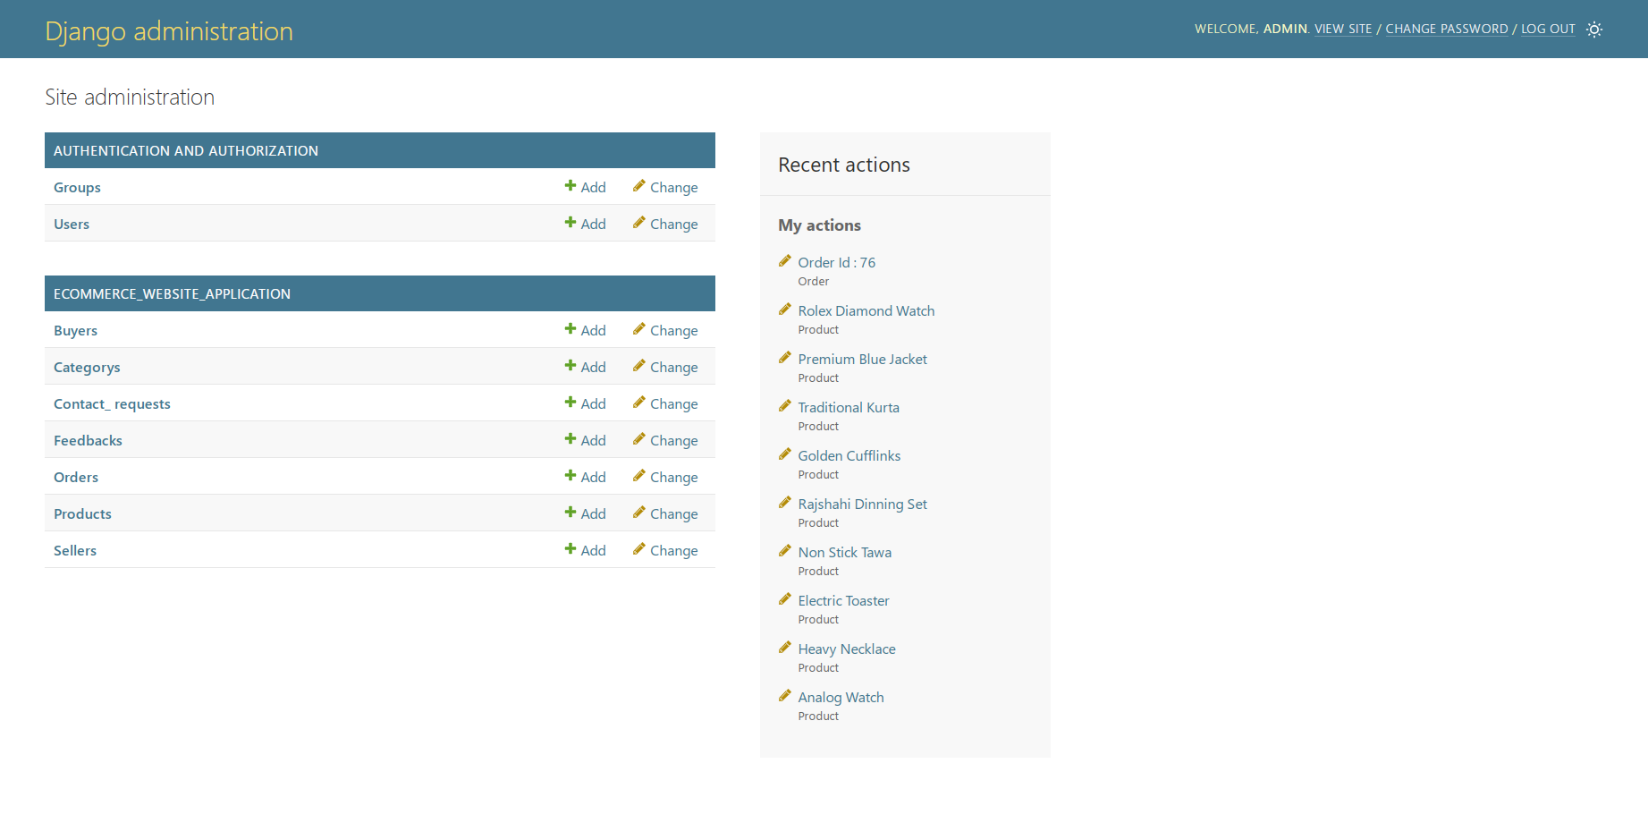 Django administration
WELCOME, ADMIN. VIEW SITE / CHANGE PASSWORD / LOG OUT
Site administration
AUTHENTICATION AND AUTHORIZATION
Groups Add Change
Users Add Change
ECOMMERCE_WEBSITE_APPLICATION
Buyers Add Change
Categorys Add Change
Contact_ requests Add Change
Feedbacks Add Change
Orders Add Change
Products Add Change
Sellers Add Change
Recent actions
My actions
Order Id : 76
Order
Rolex Diamond Watch
Product
Premium Blue Jacket
Product
Traditional Kurta
Product
Golden Cufflinks
Product
Rajshahi Dinning Set
Product
Non Stick Tawa
Product
Electric Toaster
Product
Heavy Necklace
Product
Analog Watch
Product